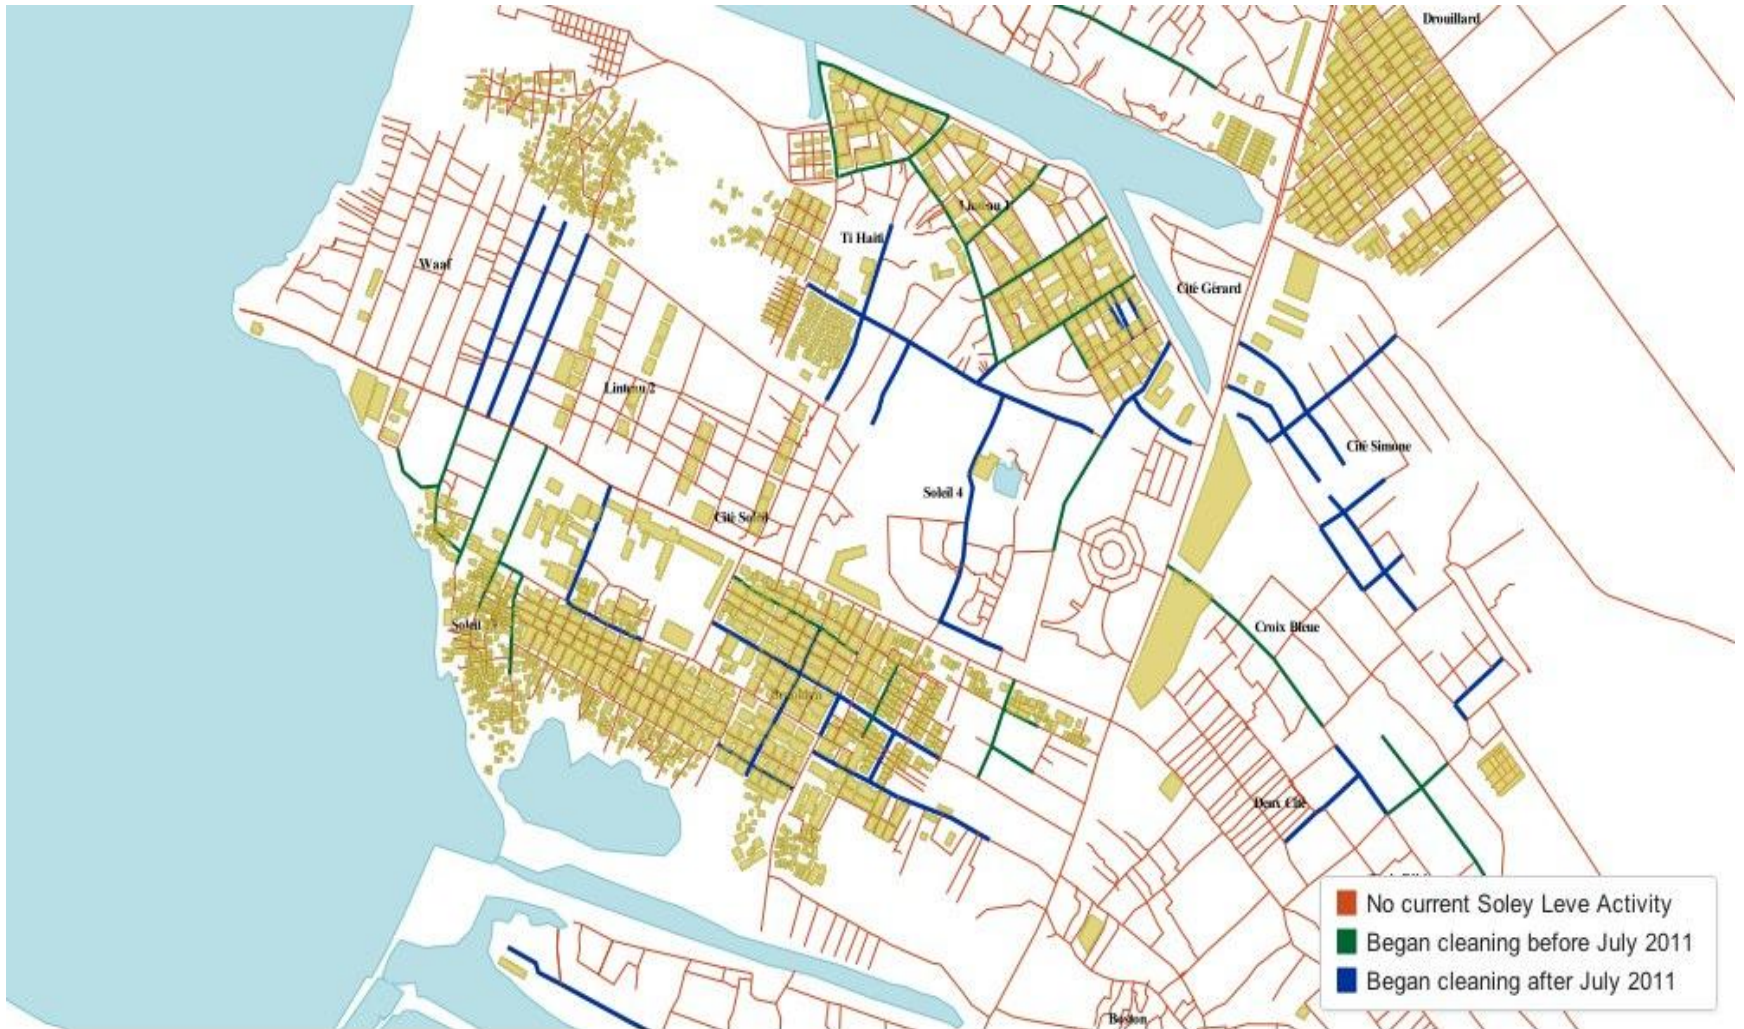 Drouillard
Ti Haiti
Waaf
Cité Gérard
Linteau 2
Cité Simone
Soleil 4
Cité Soleil
Soleil
Croix Bleue
Deux Cité
No current Soley Leve Activity
Began cleaning before July 2011
Began cleaning after July 2011
Boston